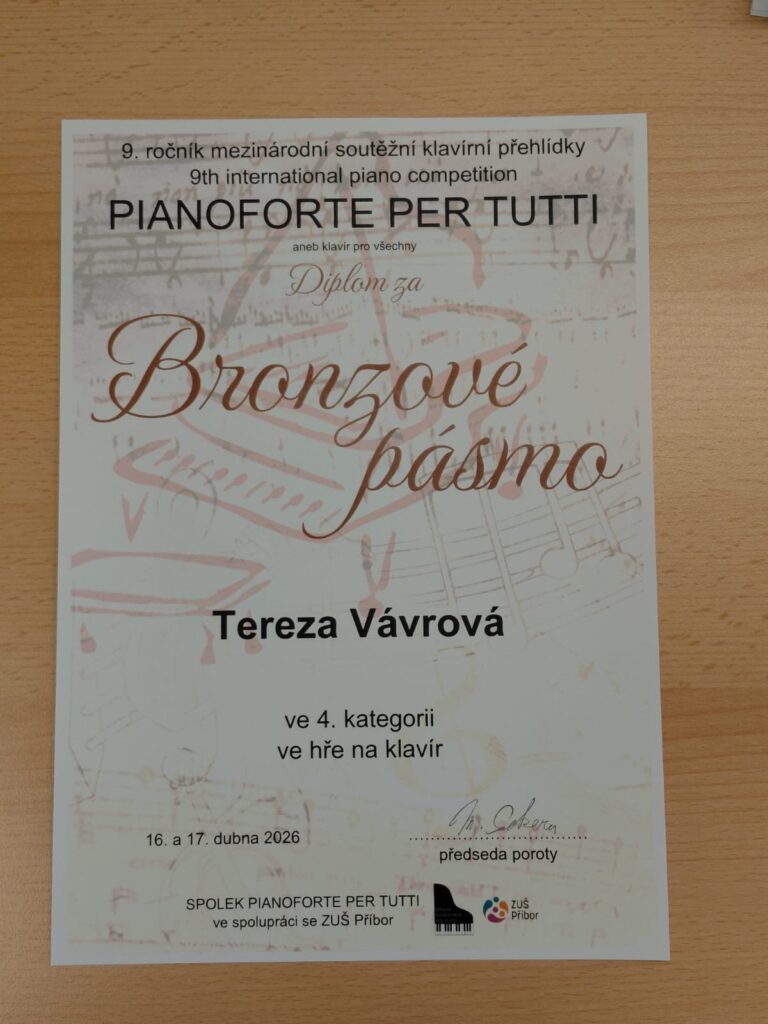 9. ročník mezinárodní soutěžní klavírní přehlídky
9th international piano competition
PIANOFORTE PER TUTTI
aneb klavír pro všechny
Diplom za
Bronzové
pásmo
Tereza Vávrová
ve 4. kategorii
ve hře na klavír
16. a 17. dubna 2026
předseda poroty
SPOLEK PIANOFORTE PER TUTTI
ve spolupráci se ZUŠ Příbor
ZUŠ
Příbor